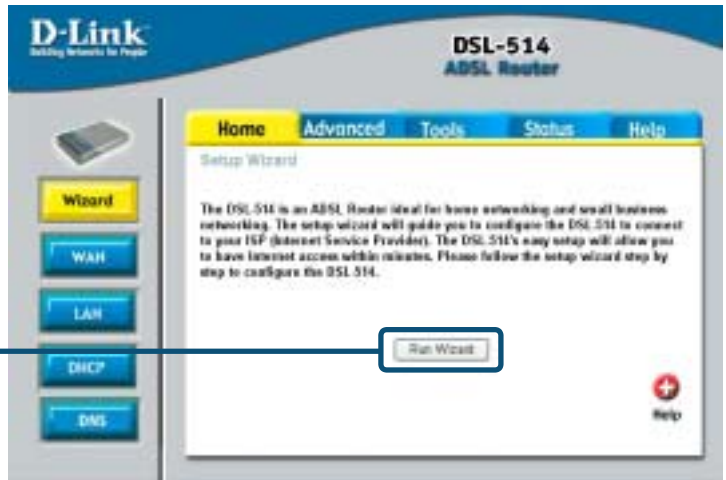 D-Link
Building Networks for People
DSL-514
ADSL Router
Home Advanced Tools Status Help
Setup Wizard
Wizard
WAN
LAN
DHCP
DNS
The DSL-514 is an ADSL Router ideal for home networking and small business
networking. The setup wizard will guide you to configure the DSL-514 to connect
to your ISP (Internet Service Provider). The DSL-514's easy setup will allow you
to have Internet access within minutes. Please follow the setup wizard step by
step to configure the DSL-514.
Run Wizard
Help